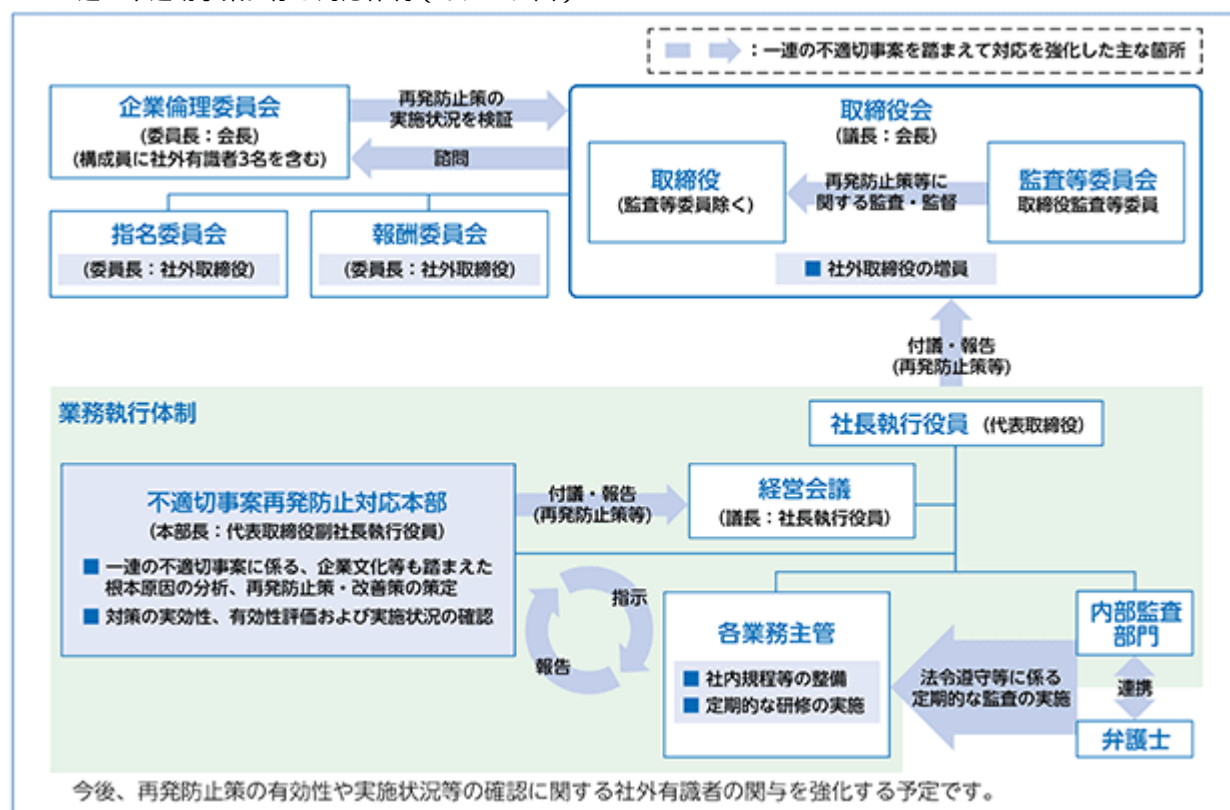 ：一連の不適切事案を踏まえて対応を強化した主な箇所
企業倫理委員会
(委員長：会長)
(構成員に社外有識者3名を含む)
再発防止策の
実施状況を検証
諮問
取締役会
(議長：会長)
取締役
(監査等委員除く)
再発防止策等に
関する監査・監督
監査等委員会
取締役監査等委員
■ 社外取締役の増員
指名委員会
(委員長：社外取締役)
報酬委員会
(委員長：社外取締役)
付議・報告
(再発防止策等)
業務執行体制
社長執行役員 (代表取締役)
不適切事案再発防止対応本部
(本部長：代表取締役副社長執行役員)
■ 一連の不適切事案に係る、企業文化等も踏まえた
根本原因の分析、再発防止策・改善策の策定
■ 対策の実効性、有効性評価および実施状況の確認
付議・報告
(再発防止策等)
経営会議
(議長：社長執行役員)
指示
報告
各業務主管
■ 社内規程等の整備
■ 定期的な研修の実施
法令遵守等に係る
定期的な監査の実施
内部監査
部門
連携
弁護士
今後、再発防止策の有効性や実施状況等の確認に関する社外有識者の関与を強化する予定です。